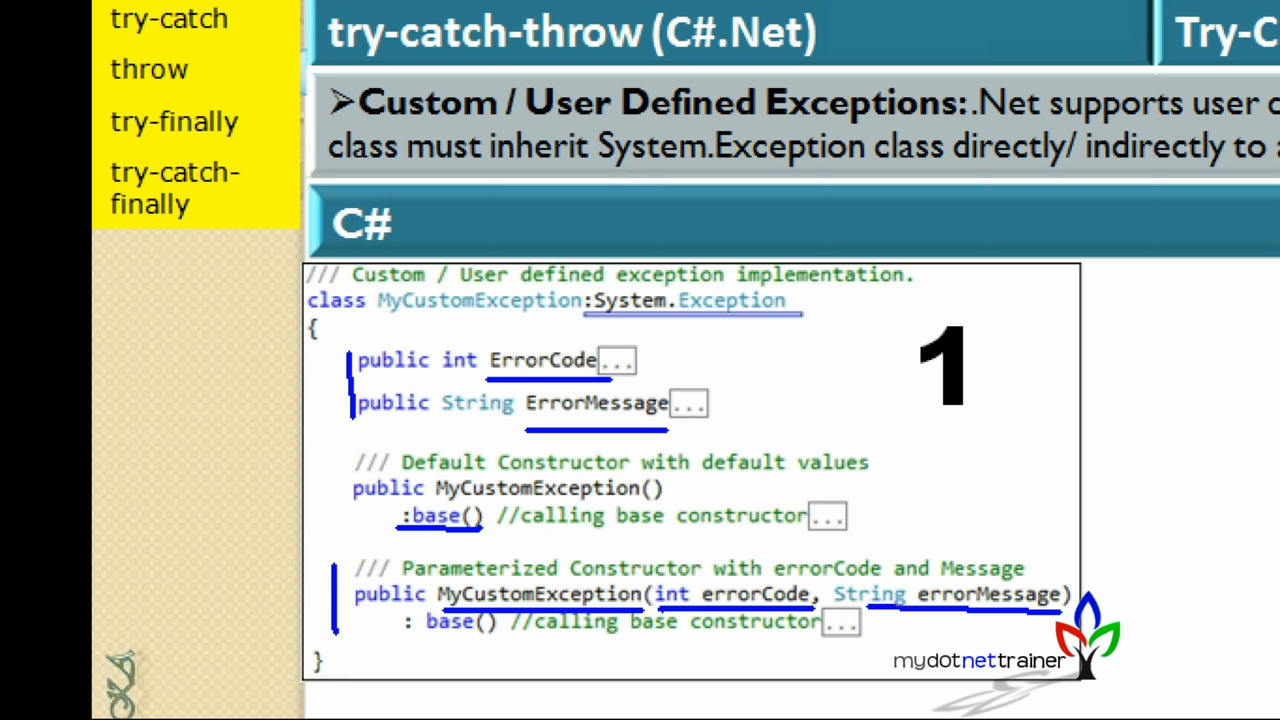 try-catch
throw
try-finally
try-catch-
finally
try-catch-throw (C#.Net)
Try-C
➢Custom / User Defined Exceptions:.Net supports user
class must inherit System.Exception class directly/ indirectly to
C#
/// Custom / User defined exception implementation.
class MyCustomException:System.Exception
{
public int ErrorCode...
public String ErrorMessage...
/// Default Constructor with default values
public MyCustomException()
:base() //calling base constructor...
/// Parameterized Constructor with errorCode and Message
public MyCustomException(int errorCode, String errorMessage)
: base() //calling base constructor...
}
1
mydotnettrainer